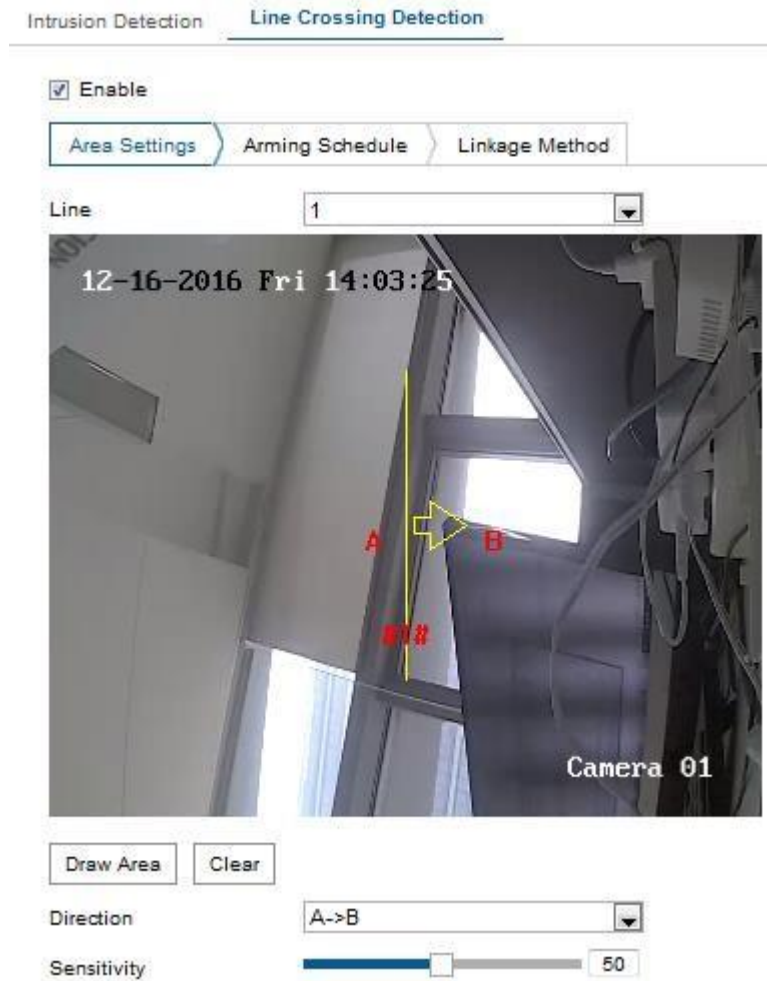 Intrusion Detection Line Crossing Detection
Enable
Area Settings Arming Schedule Linkage Method
Line 1
12-16-2016 Fri 14:03:25
A B
#1#
Camera 01
Draw Area Clear
Direction A->B
Sensitivity 50